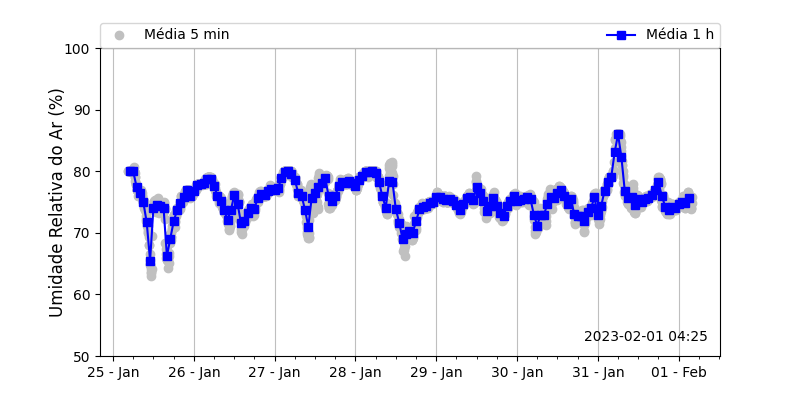 Média 5 min
Média 1 h
Umidade Relativa do Ar (%)
100
90
80
70
60
50
2023-02-01 04:25
25 - Jan
26 - Jan
27 - Jan
28 - Jan
29 - Jan
30 - Jan
31 - Jan
01 - Feb